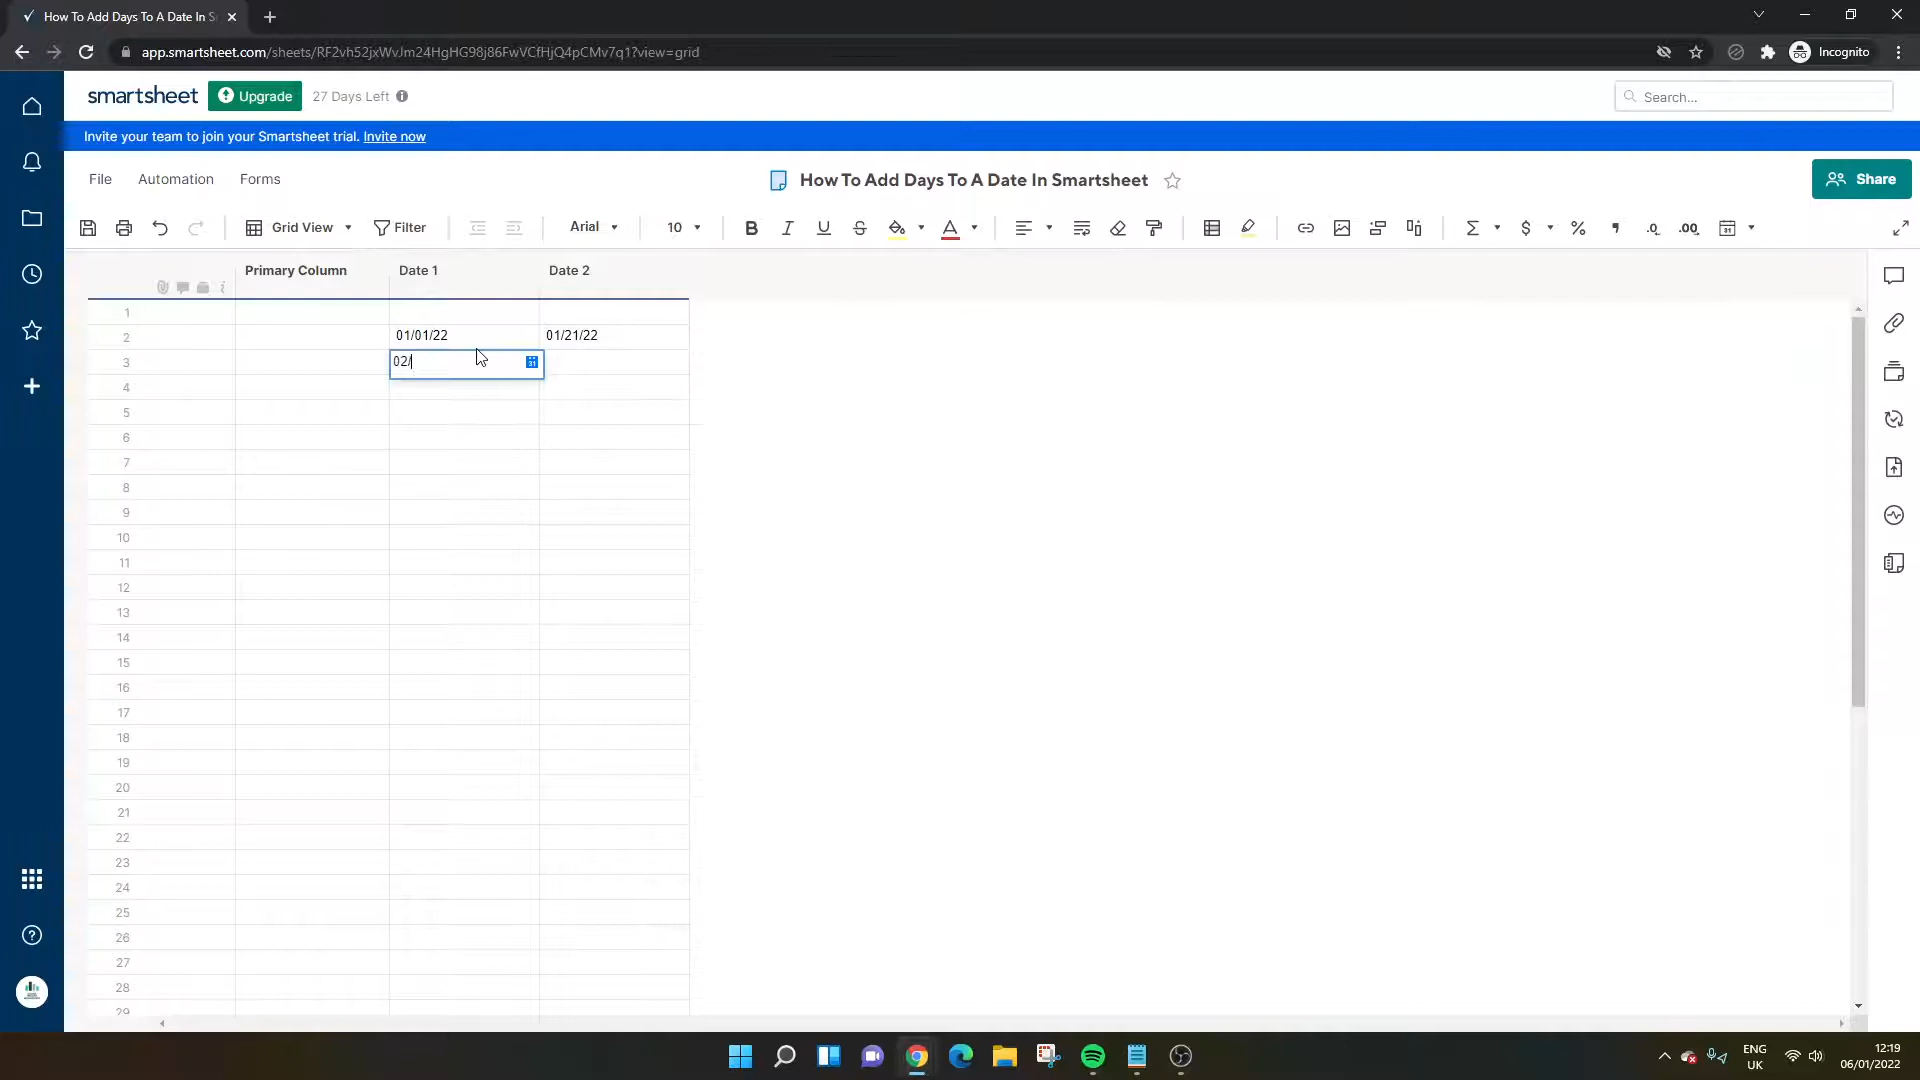 How To Add Days To A Date In S
app.smartsheet.com/sheets/RF2vh52jxWvJm24HgHG98j86FwVCfHjQ4pCMv7q1?view=grid
Incognito
smartsheet
Upgrade
27 Days Left
Search...
Invite your team to join your Smartsheet trial. Invite now
File
Automation
Forms
How To Add Days To A Date In Smartsheet
Share
Grid View
Filter
Arial
10
B
I
U
S
A
Σ
$
%
.0
.00
31
Primary Column
Date 1
Date 2
1
2
01/01/22
01/21/22
3
02/
31
4
5
6
7
8
9
10
11
12
13
14
15
16
17
18
19
20
21
22
23
24
25
26
27
28
29
ENG
UK
12:19
06/01/2022